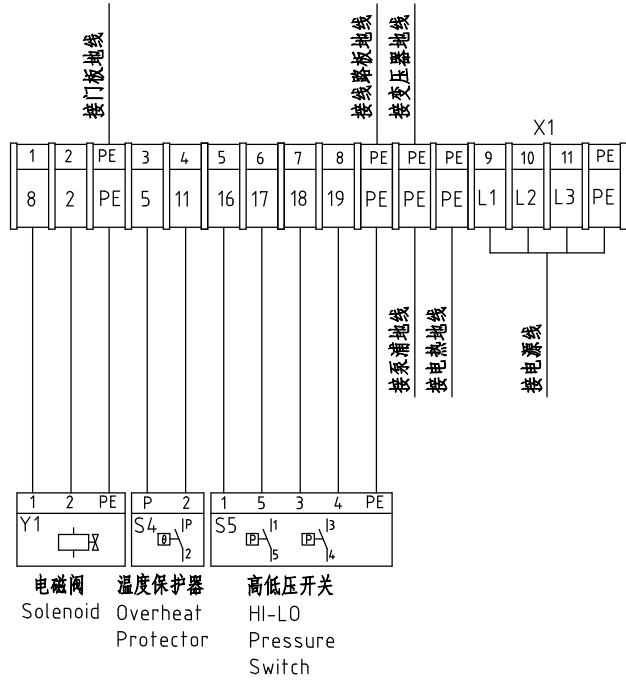 接门板地线
接线路板地线
接变压器地线
X1
1 2 PE 3 4 5 6 7 8 PE PE PE 9 10 11 PE
8 2 PE 5 11 16 17 18 19 PE PE PE L1 L2 L3 PE
接泵浦地线
接电热地线
接电源线
1 2 PE P 2 1 5 3 4 PE
Y1 S4 θ P 2 S5 P 1 5 P 3 4
电磁阀 温度保护器 高低压开关
Solenoid Overheat HI-LO
Protector Pressure
Switch